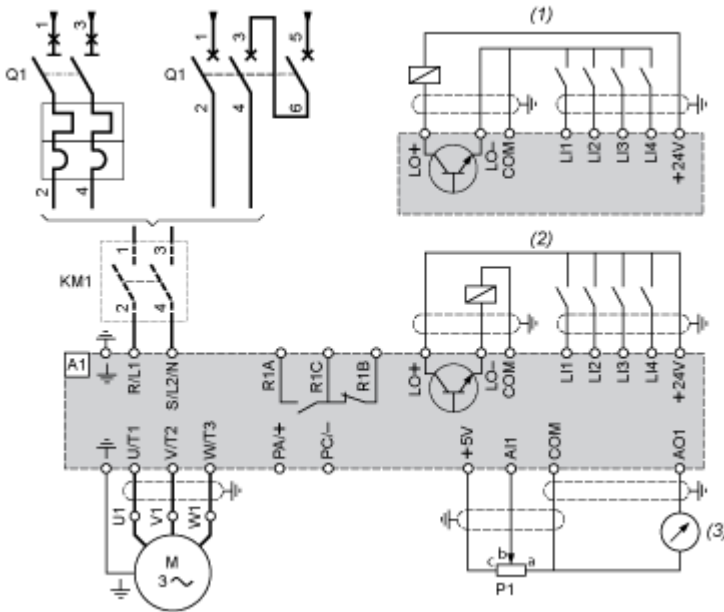 (1)
1 3
1 3 5
Q1
Q1
2 4 6
2 4
LO+ LO- COM LI1 LI2 LI3 LI4 +24V
(2)
1 3
KM1
2 4
A1
R/L1 S/L2/N R1A R1C R1B LO+ LO- COM LI1 LI2 LI3 LI4 +24V
U/T1 V/T2 W/T3 PA/+ PC/- +5V AI1 COM AO1
U1 V1 W1
(3)
M
3
c b a
P1